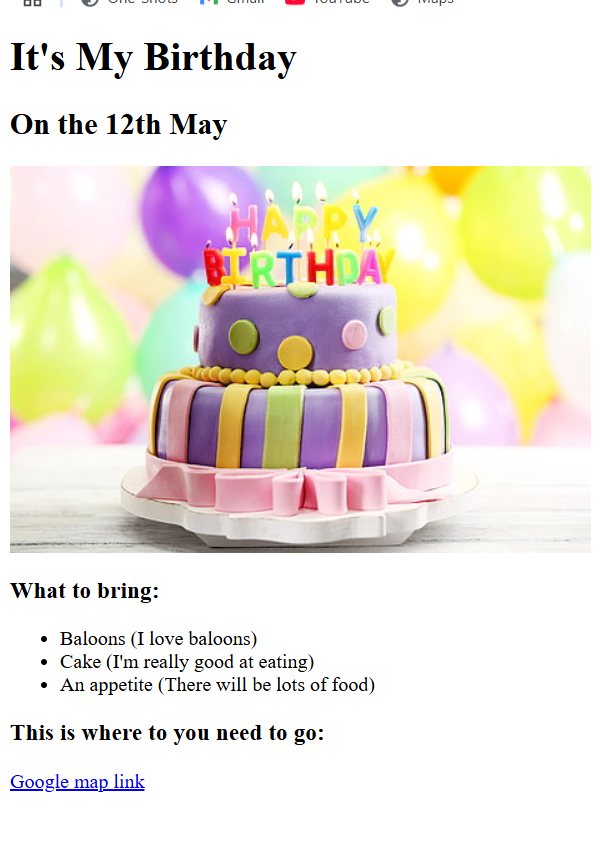 One-Shots Gmail YouTube Maps
It's My Birthday
On the 12th May
HAPPY
BIRTHDAY
What to bring:
Baloons (I love baloons)
Cake (I'm really good at eating)
An appetite (There will be lots of food)
This is where to you need to go:
Google map link